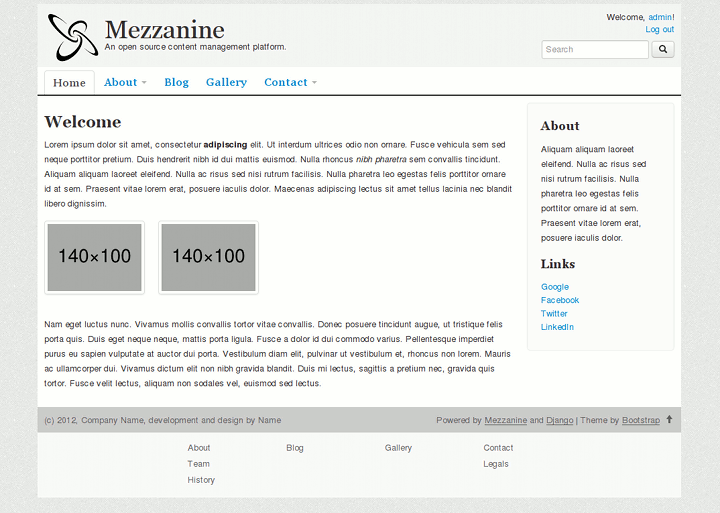 Mezzanine
An open source content management platform.
Welcome, admin!
Log out
Search
Home About Blog Gallery Contact
Welcome
Lorem ipsum dolor sit amet, consectetur adipiscing elit. Ut interdum ultrices odio non ornare. Fusce vehicula sem sed
neque porttitor pretium. Duis hendrerit nibh id dui mattis euismod. Nulla rhoncus nibh pharetra sem convallis tincidunt.
Aliquam aliquam laoreet eleifend. Nulla ac risus sed nisi rutrum facilisis. Nulla pharetra leo egestas felis porttitor ornare
id at sem. Praesent vitae lorem erat, posuere iaculis dolor. Maecenas adipiscing lectus sit amet tellus lacinia nec blandit
libero dignissim.
140×100 140×100
Nam eget luctus nunc. Vivamus mollis convallis tortor vitae convallis. Donec posuere tincidunt augue, ut tristique felis
porta quis. Duis eget neque neque, mattis porta ligula. Fusce a dolor id dui commodo varius. Pellentesque imperdiet
purus eu sapien vulputate at auctor dui porta. Vestibulum diam elit, pulvinar ut vestibulum et, rhoncus non lorem. Mauris
ac ullamcorper dui. Vivamus dictum elit non nibh gravida blandit. Duis mi lectus, sagittis a pretium nec, gravida quis
tortor. Fusce velit lectus, aliquam non sodales vel, euismod sed lectus.
About
Aliquam aliquam laoreet
eleifend. Nulla ac risus sed
nisi rutrum facilisis. Nulla
pharetra leo egestas felis
porttitor ornare id at sem.
Praesent vitae lorem erat,
posuere iaculis dolor.
Links
Google
Facebook
Twitter
LinkedIn
(c) 2012, Company Name, development and design by Name
Powered by Mezzanine and Django | Theme by Bootstrap
About Blog Gallery Contact
Team Legals
History